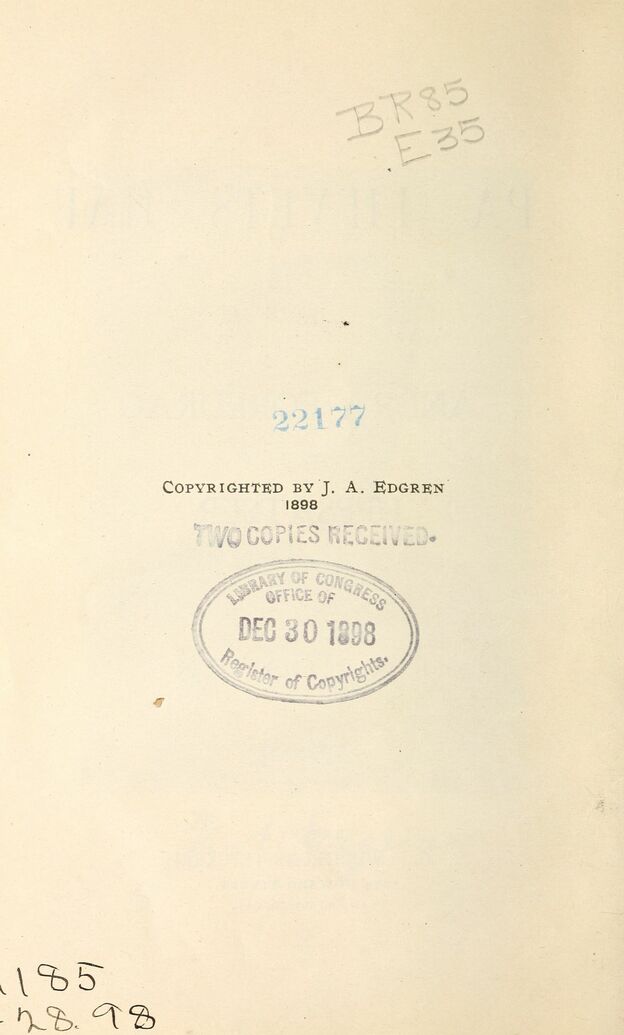 BR85
E35
22177
COPYRIGHTED BY J. A. EDGREN
1898
TWO COPIES RECEIVED.
LIBRARY OF CONGRESS
OFFICE OF
DEC 30 1898
Register of Copyrights.
185
28.98